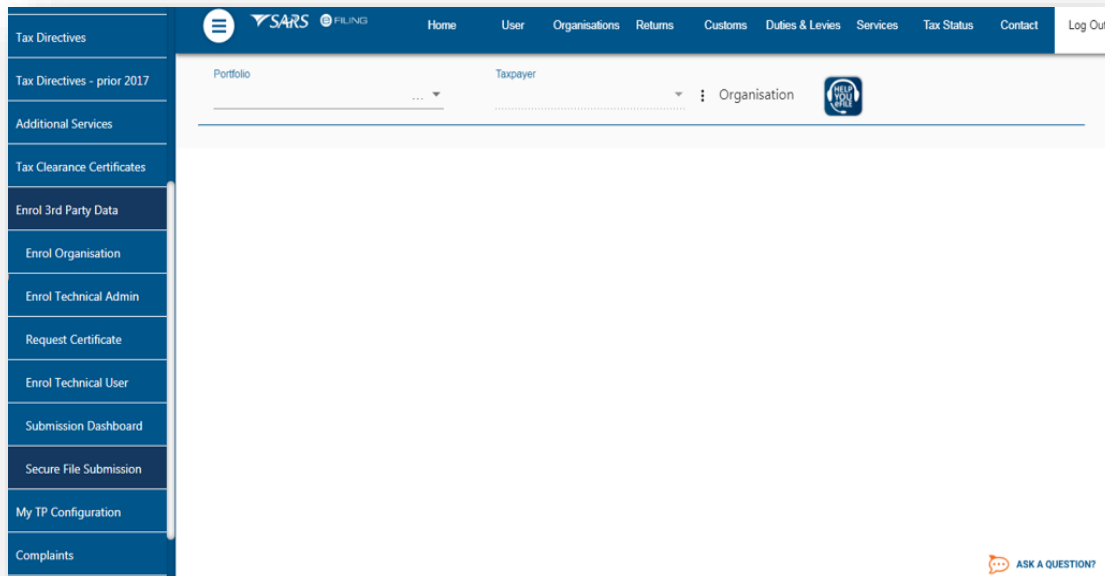 SARS eFILING
Home User Organisations Returns Customs Duties & Levies Services Tax Status Contact Log Out
Tax Directives
Tax Directives - prior 2017
Additional Services
Tax Clearance Certificates
Enrol 3rd Party Data
Enrol Organisation
Enrol Technical Admin
Request Certificate
Enrol Technical User
Submission Dashboard
Secure File Submission
My TP Configuration
Complaints
Portfolio
...
Taxpayer
Organisation
HELP
YOU
eFILE
ASK A QUESTION?